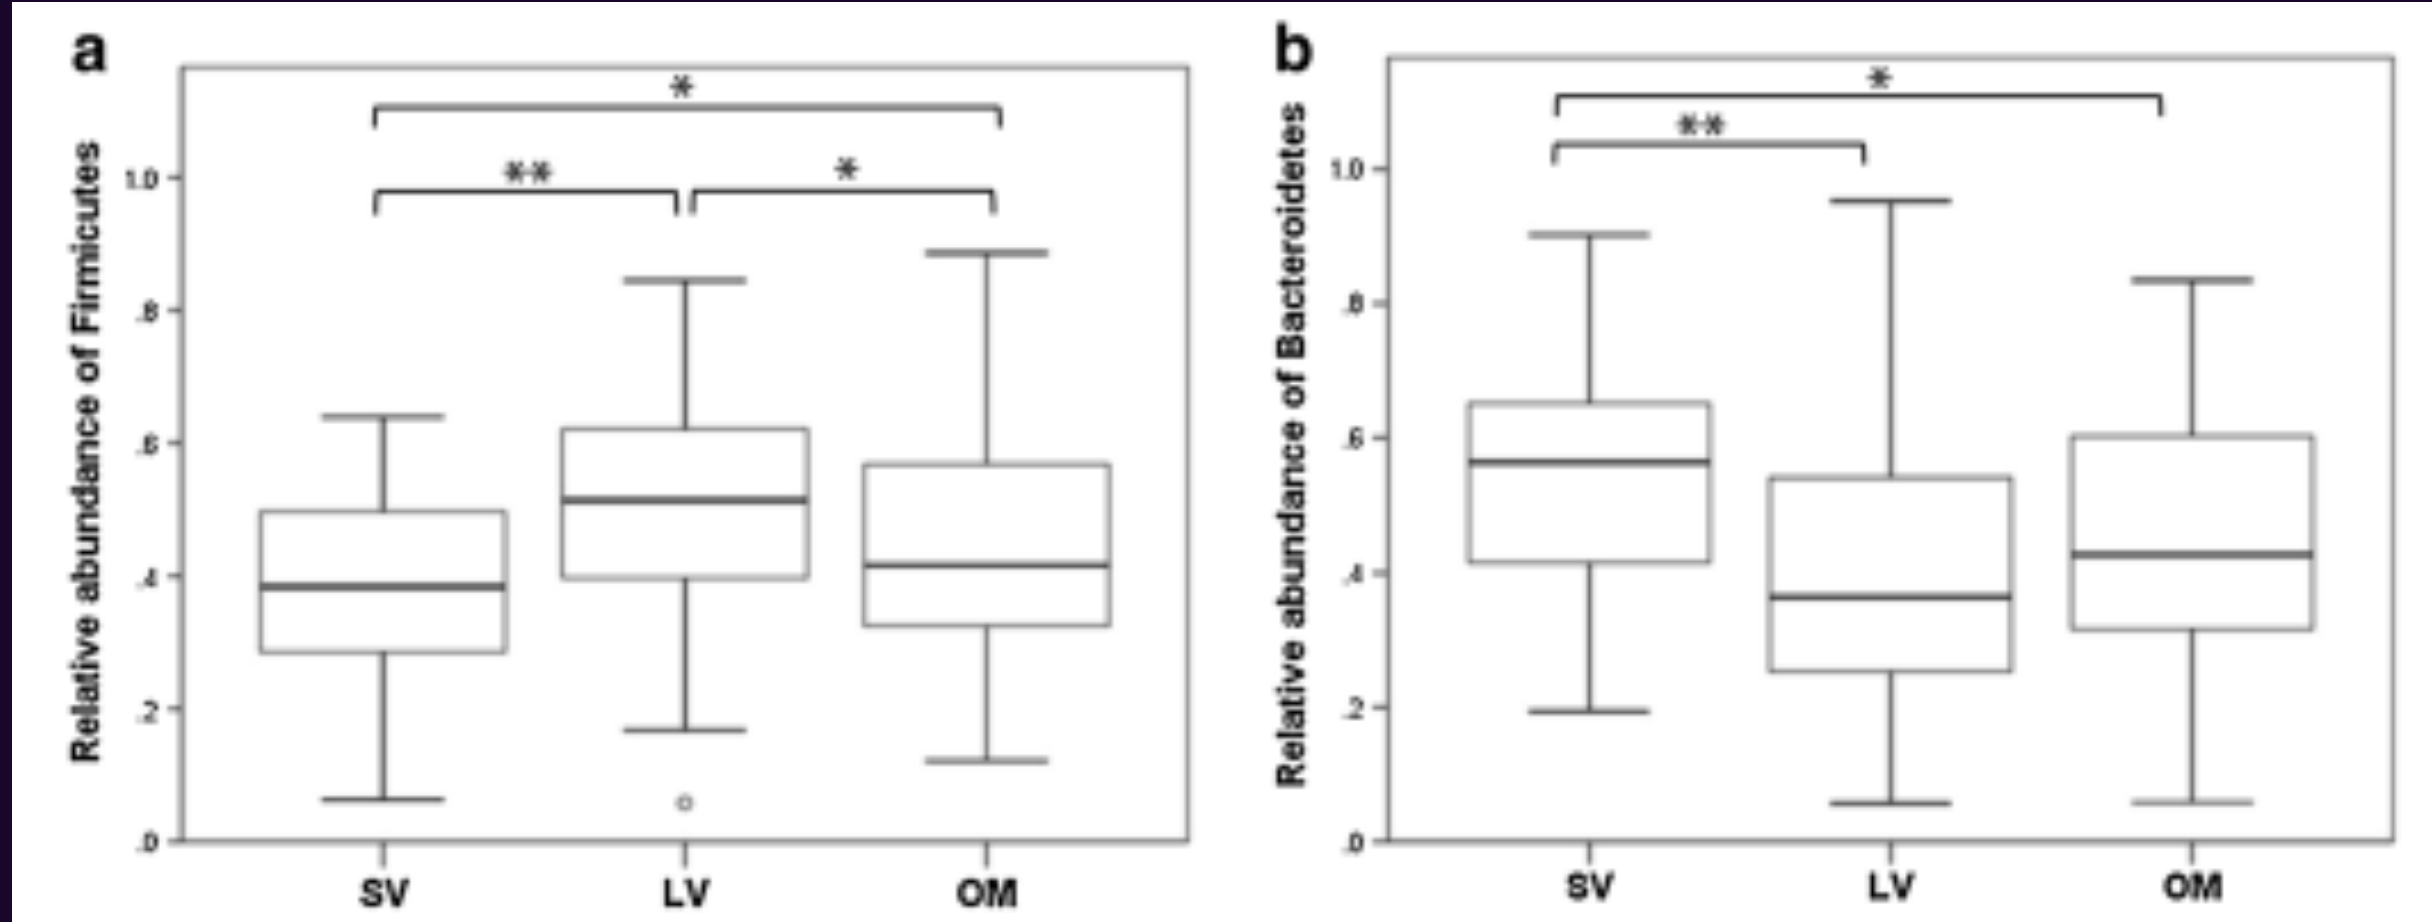 a
Relative abundance of Firmicutes
*
** *
1.0
.8
.6
.4
.2
.0
SV LV OM
b
Relative abundance of Bacteroidetes
*
**
1.0
.8
.6
.4
.2
.0
SV LV OM